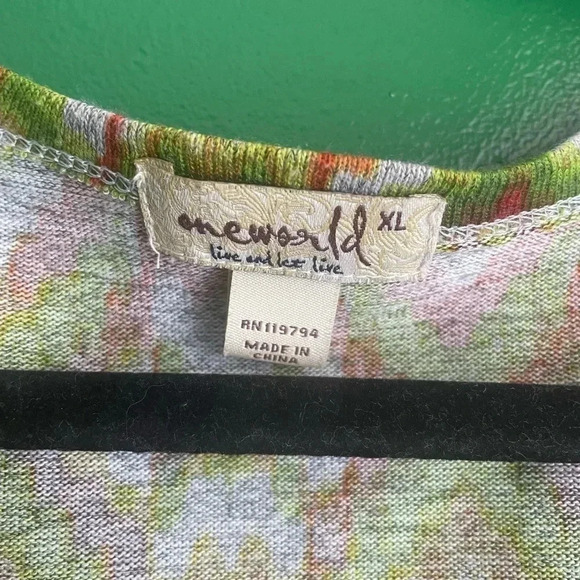 oneworld XL
live and let live
RN119794
MADE IN
CHINA